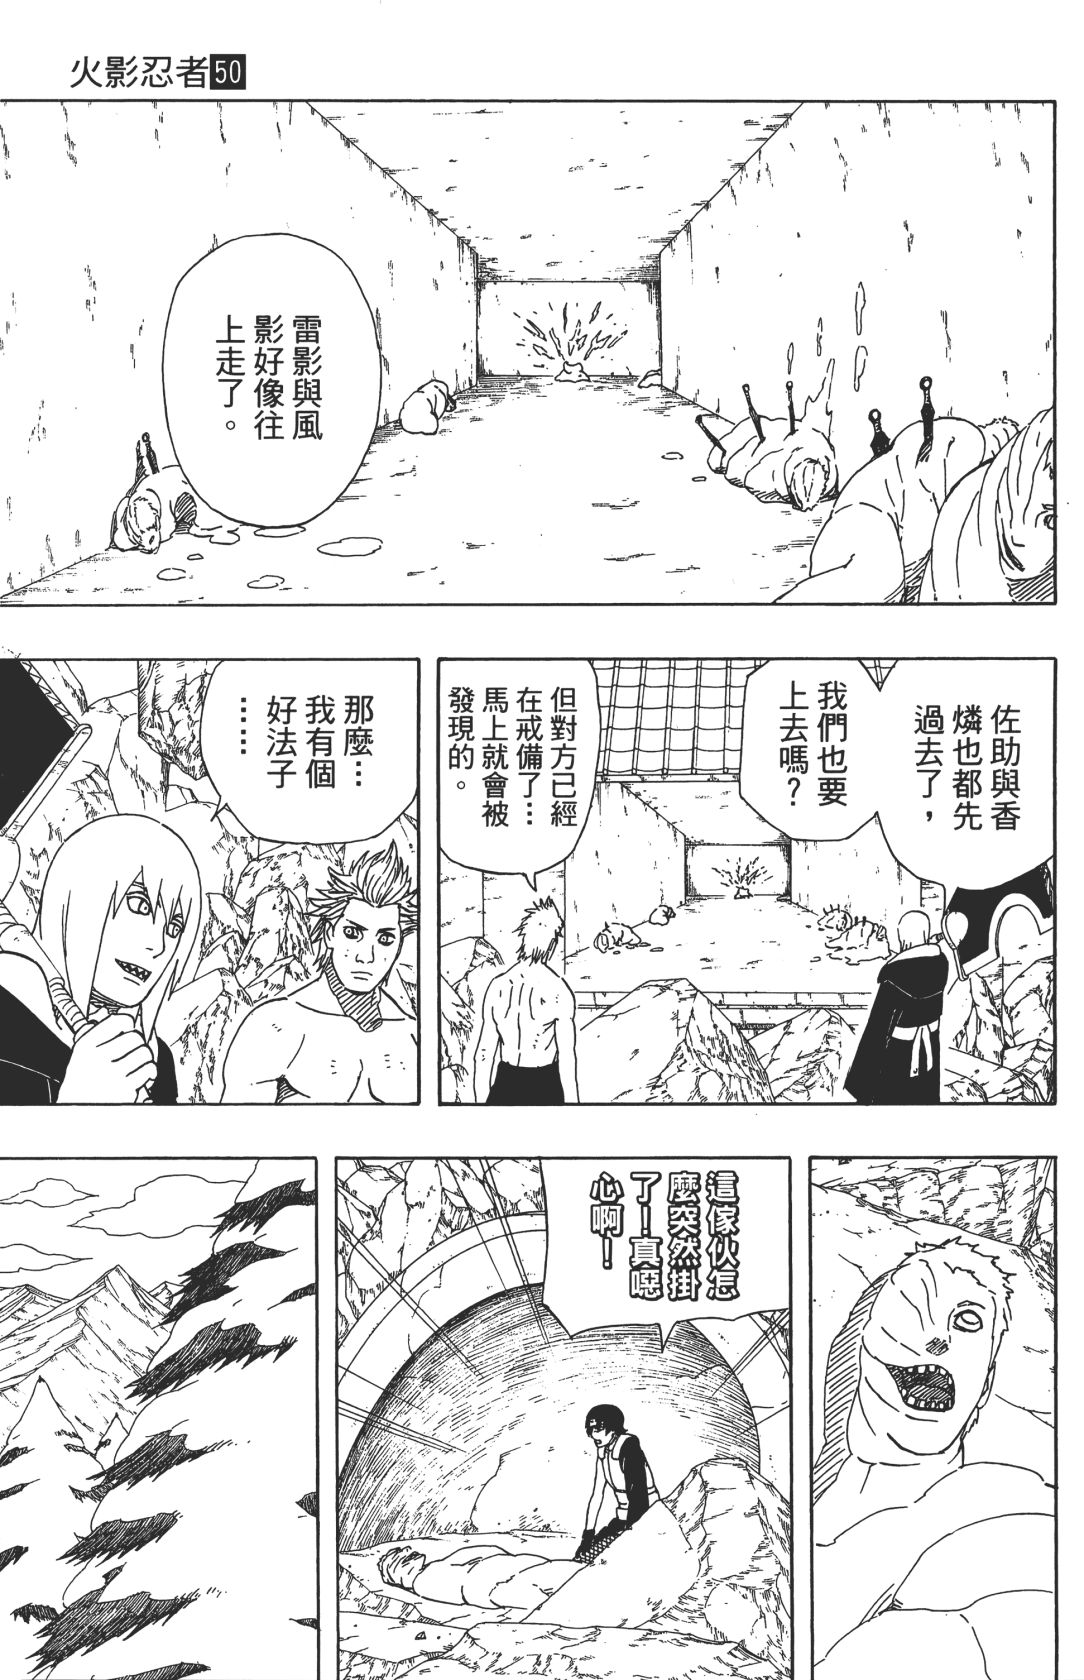 火影忍者50
雷影與風
影好像往
上走了。
佐助與香
燐也都先
過去了，
我們也要
上去嗎？
但對方已經
在戒備了…
馬上就會被
發現的。
那麼…
我有個
好法子
……
這傢伙怎
麼突然掛
了！真噁
心啊！